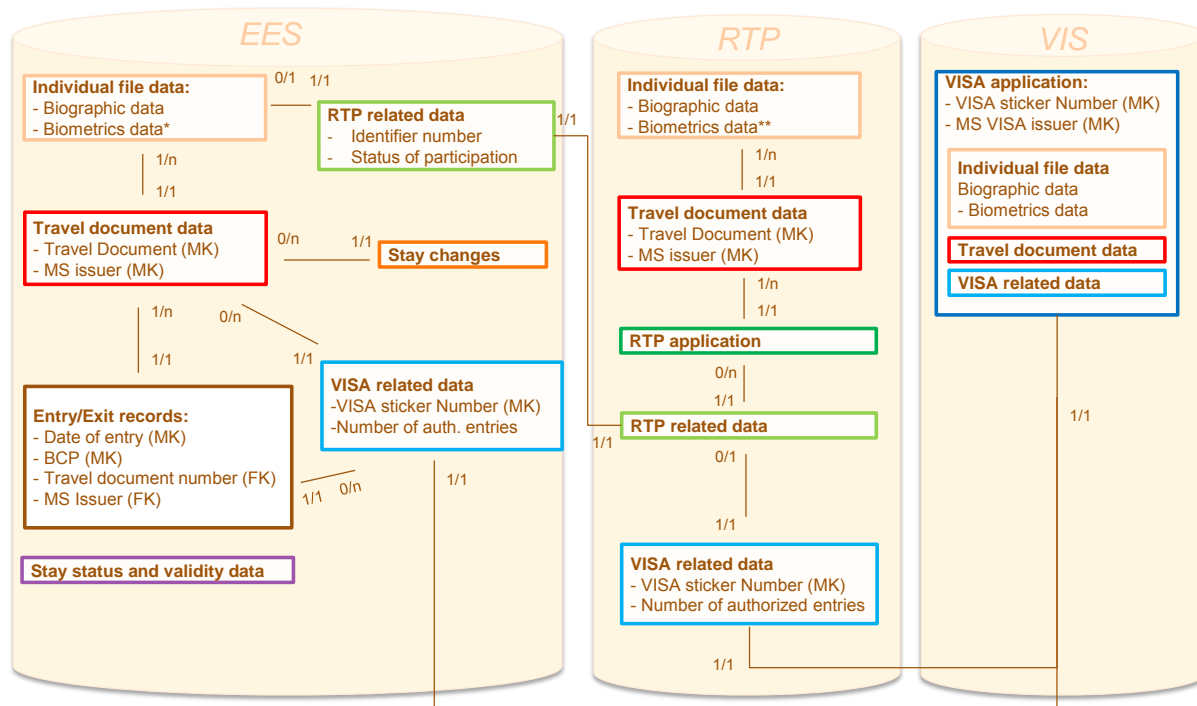 EES
Individual file data:
- Biographic data
- Biometrics data*
0/1
1/1
RTP related data
- Identifier number
- Status of participation
1/1
1/n
1/1
Travel document data
- Travel Document (MK)
- MS issuer (MK)
0/n
1/1
Stay changes
1/n
0/n
1/1
1/1
VISA related data
-VISA sticker Number (MK)
-Number of auth. entries
Entry/Exit records:
- Date of entry (MK)
- BCP (MK)
- Travel document number (FK)
- MS Issuer (FK)
1/1
0/n
1/1
Stay status and validity data
RTP
Individual file data:
- Biographic data
- Biometrics data**
1/n
1/1
Travel document data
- Travel Document (MK)
- MS issuer (MK)
1/n
1/1
RTP application
0/n
1/1
RTP related data
1/1
0/1
1/1
VISA related data
- VISA sticker Number (MK)
- Number of authorized entries
1/1
VIS
VISA application:
- VISA sticker Number (MK)
- MS VISA issuer (MK)
Individual file data
Biographic data
- Biometrics data
Travel document data
VISA related data
1/1